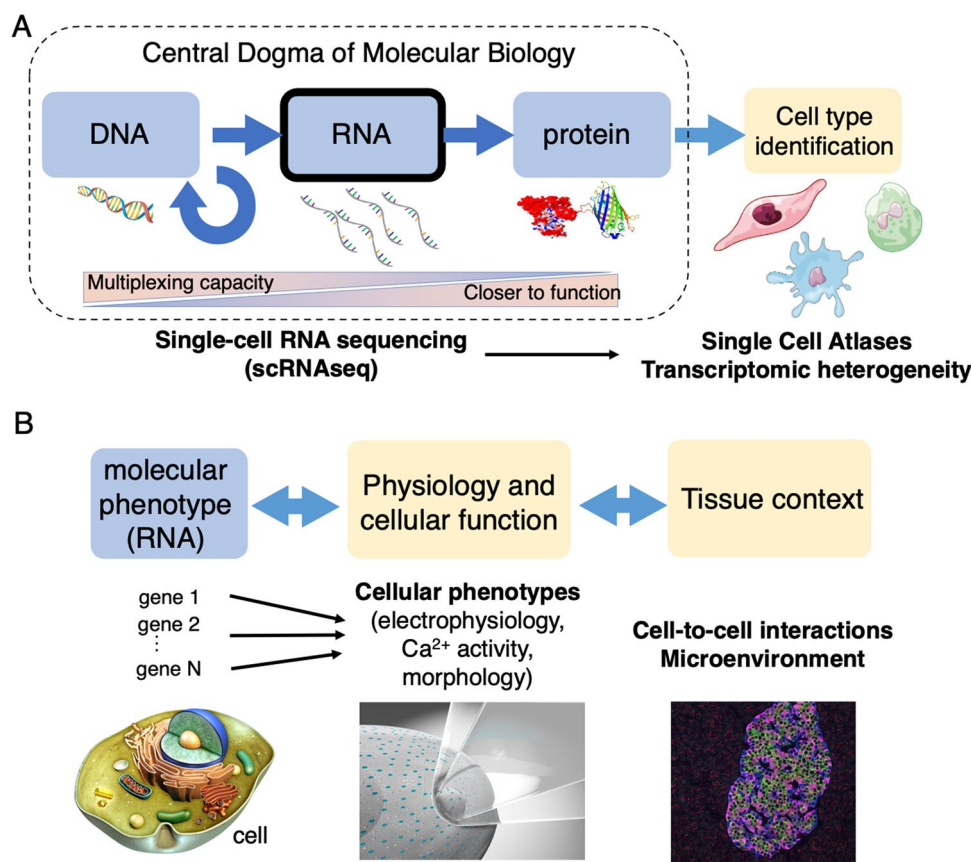 A
Central Dogma of Molecular Biology
DNA
RNA
protein
Cell type
identification
Multiplexing capacity
Closer to function
Single-cell RNA sequencing
(scRNAseq)
Single Cell Atlases
Transcriptomic heterogeneity
B
molecular
phenotype
(RNA)
Physiology and
cellular function
Tissue context
gene 1
gene 2
⋮
gene N
Cellular phenotypes
(electrophysiology,
Ca²⁺ activity,
morphology)
Cell-to-cell interactions
Microenvironment
cell